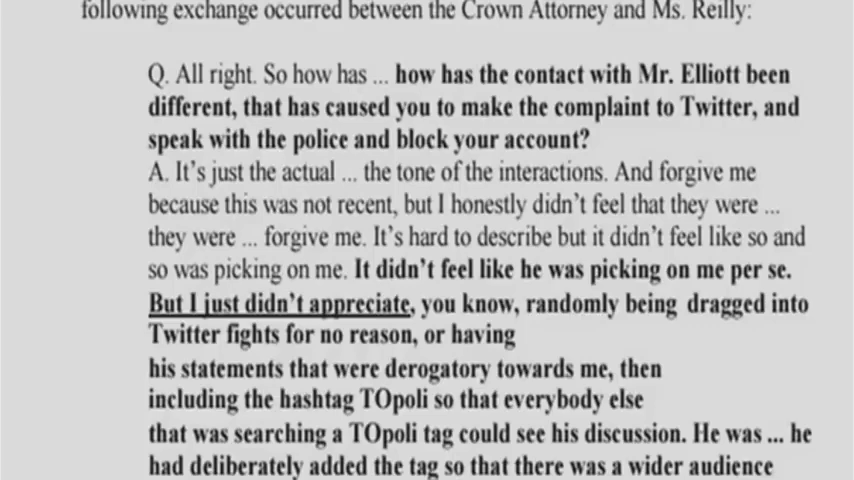 following exchange occurred between the Crown Attorney and Ms. Reilly:
Q. All right. So how has ... how has the contact with Mr. Elliott been
different, that has caused you to make the complaint to Twitter, and
speak with the police and block your account?
A. It's just the actual ... the tone of the interactions. And forgive me
because this was not recent, but I honestly didn't feel that they were ...
they were ... forgive me. It's hard to describe but it didn't feel like so and
so was picking on me. It didn't feel like he was picking on me per se.
But I just didn't appreciate, you know, randomly being dragged into
Twitter fights for no reason, or having
his statements that were derogatory towards me, then
including the hashtag TOpoli so that everybody else
that was searching a TOpoli tag could see his discussion. He was ... he
had deliberately added the tag so that there was a wider audience